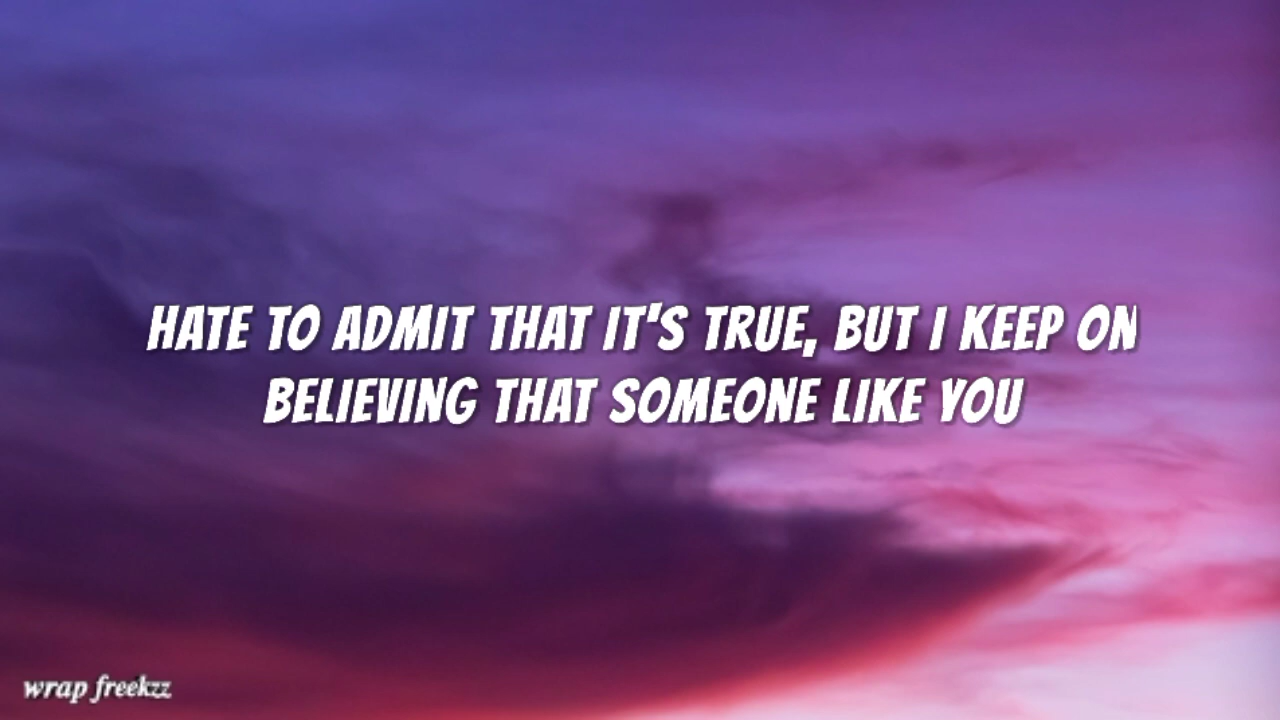 HATE TO ADMIT THAT IT'S TRUE, BUT I KEEP ON
BELIEVING THAT SOMEONE LIKE YOU
wrap freekzz